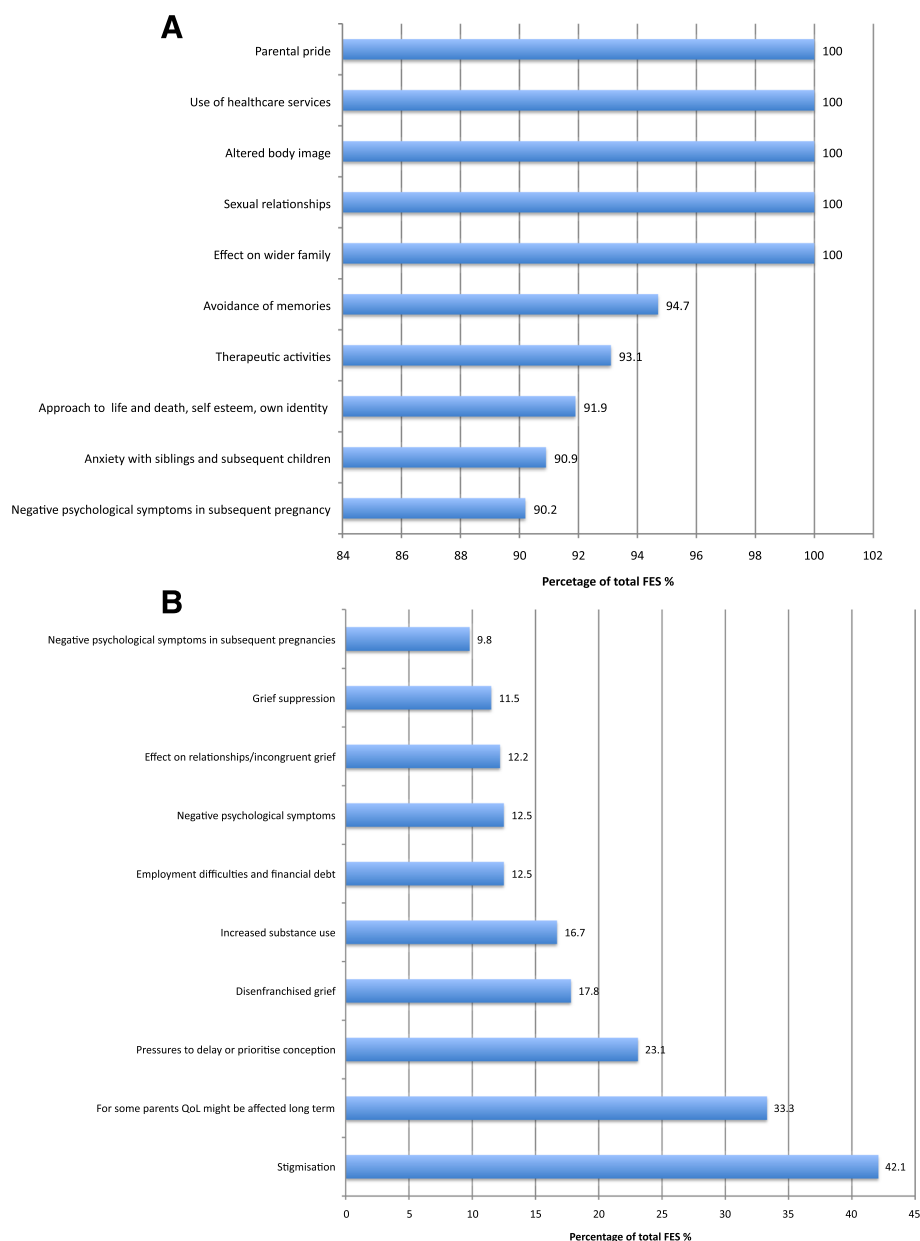 A
Parental pride 100
Use of healthcare services 100
Altered body image 100
Sexual relationships 100
Effect on wider family 100
Avoidance of memories 94.7
Therapeutic activities 93.1
Approach to life and death, self esteem, own identity 91.9
Anxiety with siblings and subsequent children 90.9
Negative psychological symptoms in subsequent pregnancy 90.2
84 86 88 90 92 94 96 98 100 102
Percetage of total FES %
B
Negative psychological symptoms in subsequent pregnancies 9.8
Grief suppression 11.5
Effect on relationships/incongruent grief 12.2
Negative psychological symptoms 12.5
Employment difficulties and financial debt 12.5
Increased substance use 16.7
Disenfranchised grief 17.8
Pressures to delay or prioritise conception 23.1
For some parents QoL might be affected long term 33.3
Stigmisation 42.1
0 5 10 15 20 25 30 35 40 45
Percentage of total FES %